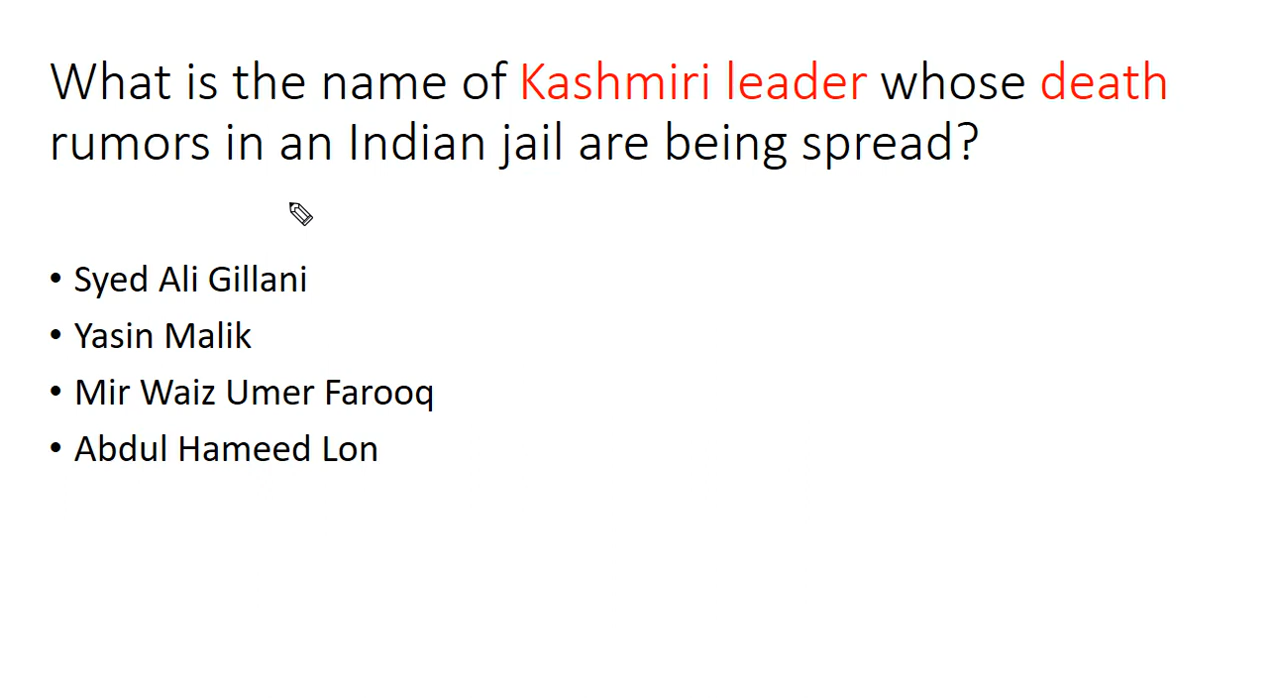 What is the name of Kashmiri leader whose death
rumors in an Indian jail are being spread?
• Syed Ali Gillani
• Yasin Malik
• Mir Waiz Umer Farooq
• Abdul Hameed Lon